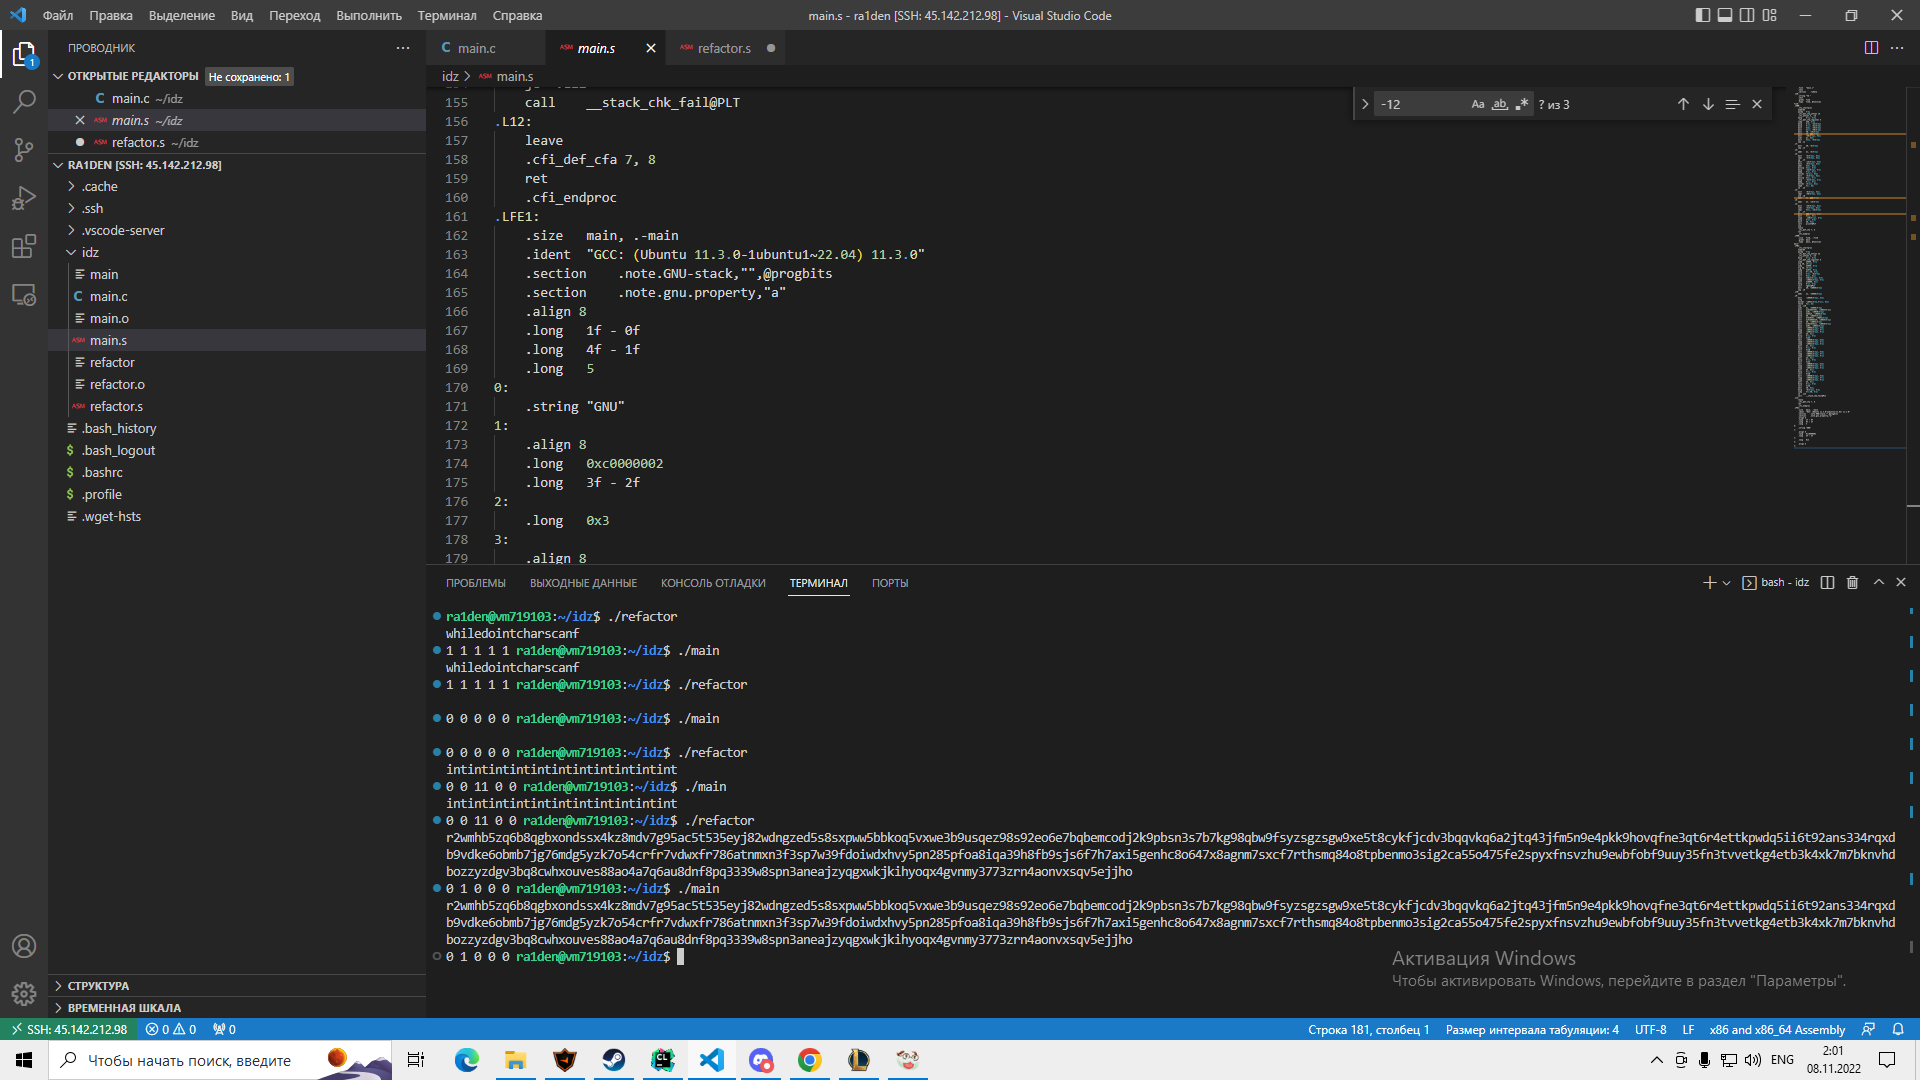 Файл Правка Выделение Вид Переход Выполнить Терминал Справка
main.s - ra1den [SSH: 45.142.212.98] - Visual Studio Code
ПРОВОДНИК
ОТКРЫТЫЕ РЕДАКТОРЫ Не сохранено: 1
main.c ~/idz
main.s ~/idz
refactor.s ~/idz
RA1DEN [SSH: 45.142.212.98]
.cache
.ssh
.vscode-server
idz
main
main.c
main.o
main.s
refactor
refactor.o
refactor.s
.bash_history
.bash_logout
.bashrc
.profile
.wget-hsts
СТРУКТУРА
ВРЕМЕННАЯ ШКАЛА
main.c main.s refactor.s
idz > main.s
-12 ? из 3
155 call __stack_chk_fail@PLT
156 .L12:
157 leave
158 .cfi_def_cfa 7, 8
159 ret
160 .cfi_endproc
161 .LFE1:
162 .size main, .-main
163 .ident "GCC: (Ubuntu 11.3.0-1ubuntu1~22.04) 11.3.0"
164 .section .note.GNU-stack,"",@progbits
165 .section .note.gnu.property,"a"
166 .align 8
167 .long 1f - 0f
168 .long 4f - 1f
169 .long 5
170 0:
171 .string "GNU"
172 1:
173 .align 8
174 .long 0xc0000002
175 .long 3f - 2f
176 2:
177 .long 0x3
178 3:
179 .align 8
ПРОБЛЕМЫ ВЫХОДНЫЕ ДАННЫЕ КОНСОЛЬ ОТЛАДКИ ТЕРМИНАЛ ПОРТЫ
bash - idz
ra1den@vm719103:~/idz$ ./refactor
whiledointcharscanf
1 1 1 1 1 ra1den@vm719103:~/idz$ ./main
whiledointcharscanf
1 1 1 1 1 ra1den@vm719103:~/idz$ ./refactor
0 0 0 0 0 ra1den@vm719103:~/idz$ ./main
0 0 0 0 0 ra1den@vm719103:~/idz$ ./refactor
intintintintintintintintintintint
0 0 11 0 0 ra1den@vm719103:~/idz$ ./main
intintintintintintintintintintint
0 0 11 0 0 ra1den@vm719103:~/idz$ ./refactor
0 1 0 0 0 ra1den@vm719103:~/idz$ ./main
0 1 0 0 0 ra1den@vm719103:~/idz$
Активация Windows
Чтобы активировать Windows, перейдите в раздел "Параметры".
SSH: 45.142.212.98 0 0 0
Строка 181, столбец 1 Размер интервала табуляции: 4 UTF-8 LF x86 and x86_64 Assembly
Чтобы начать поиск, введите
ENG
2:01
08.11.2022